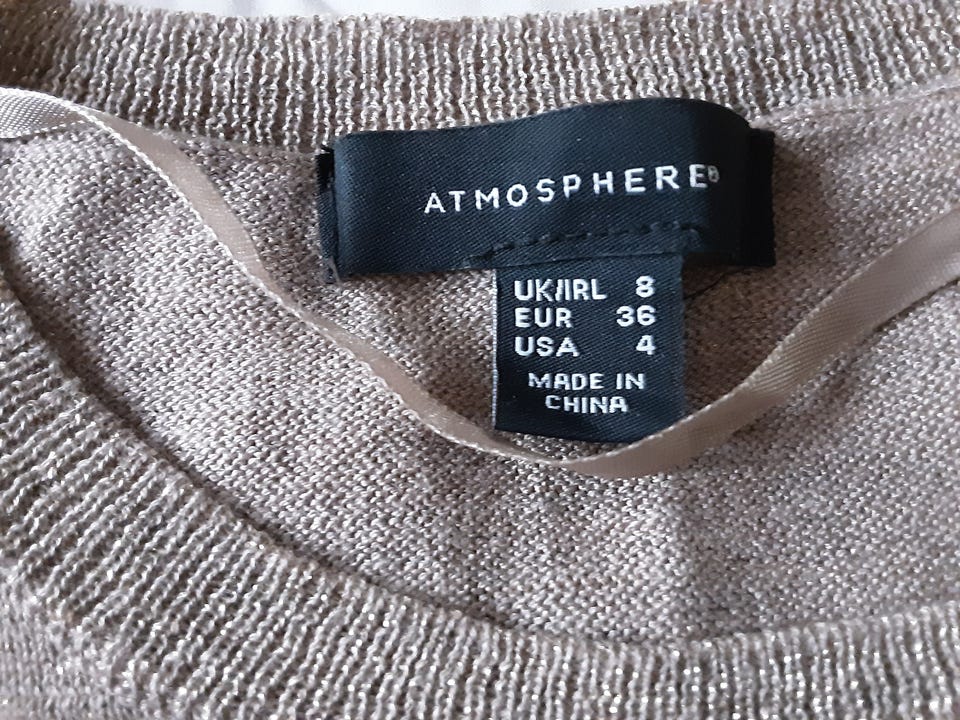 ATMOSPHERE®
UK/IRL 8
EUR 36
USA 4
MADE IN
CHINA